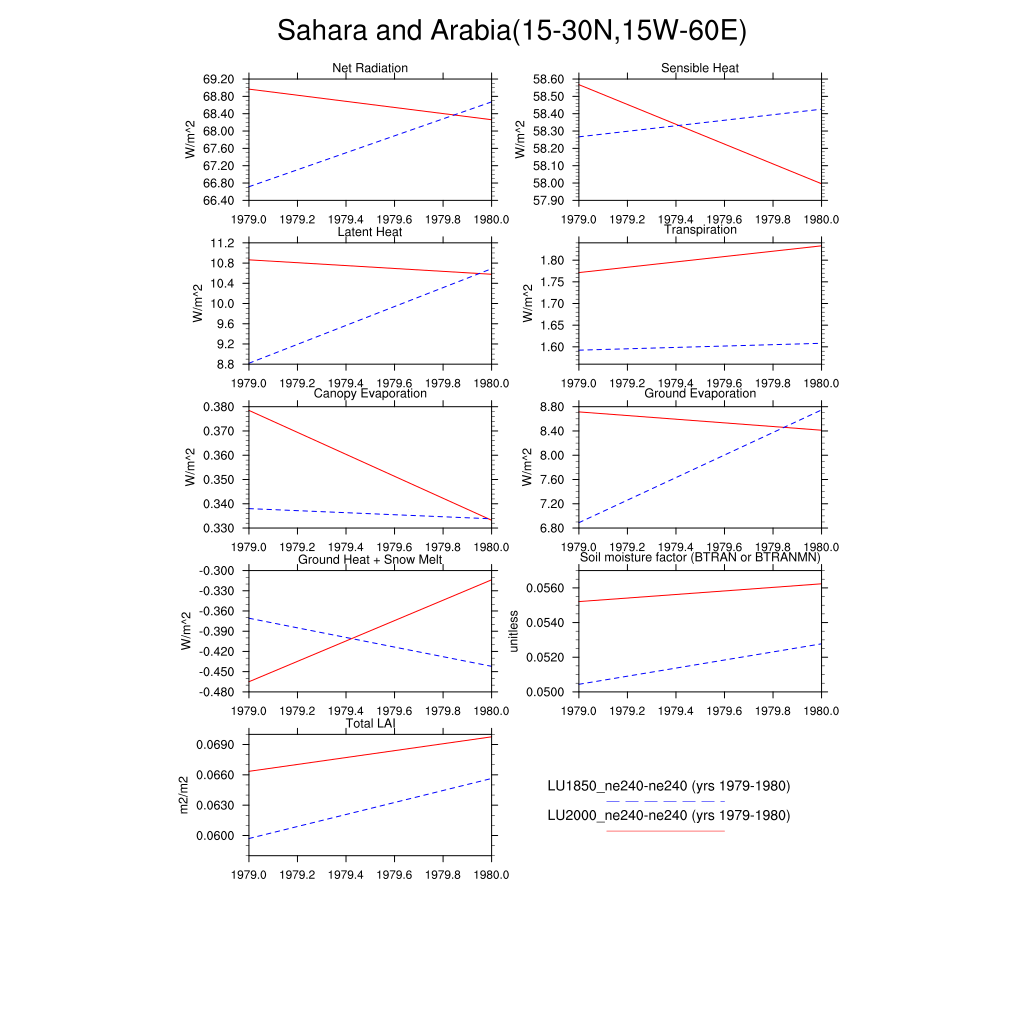 Sahara and Arabia(15-30N,15W-60E)
Net Radiation
69.20
68.80
68.40
68.00
67.60
67.20
66.80
66.40
W/m^2
1979.0 1979.2 1979.4 1979.6 1979.8 1980.0
Sensible Heat
58.60
58.50
58.40
58.30
58.20
58.10
58.00
57.90
W/m^2
1979.0 1979.2 1979.4 1979.6 1979.8 1980.0
Latent Heat
11.2
10.8
10.4
10.0
9.6
9.2
8.8
W/m^2
1979.0 1979.2 1979.4 1979.6 1979.8 1980.0
Transpiration
1.80
1.75
1.70
1.65
1.60
W/m^2
1979.0 1979.2 1979.4 1979.6 1979.8 1980.0
Canopy Evaporation
0.380
0.370
0.360
0.350
0.340
0.330
W/m^2
1979.0 1979.2 1979.4 1979.6 1979.8 1980.0
Ground Evaporation
8.80
8.40
8.00
7.60
7.20
6.80
W/m^2
1979.0 1979.2 1979.4 1979.6 1979.8 1980.0
Ground Heat + Snow Melt
-0.300
-0.330
-0.360
-0.390
-0.420
-0.450
-0.480
W/m^2
1979.0 1979.2 1979.4 1979.6 1979.8 1980.0
Soil moisture factor (BTRAN or BTRANMN)
0.0560
0.0540
0.0520
0.0500
unitless
1979.0 1979.2 1979.4 1979.6 1979.8 1980.0
Total LAI
0.0690
0.0660
0.0630
0.0600
m2/m2
1979.0 1979.2 1979.4 1979.6 1979.8 1980.0
LU1850_ne240-ne240 (yrs 1979-1980)
LU2000_ne240-ne240 (yrs 1979-1980)